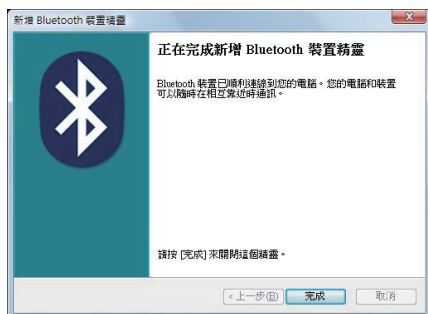 新增 Bluetooth 裝置精靈
正在完成新增 Bluetooth 裝置精靈
Bluetooth 裝置已順利連線到您的電腦。您的電腦和裝置
可以隨時在相互靠近時通訊。
請按 [完成] 來關閉這個精靈。
< 上一步(B)
完成
取消